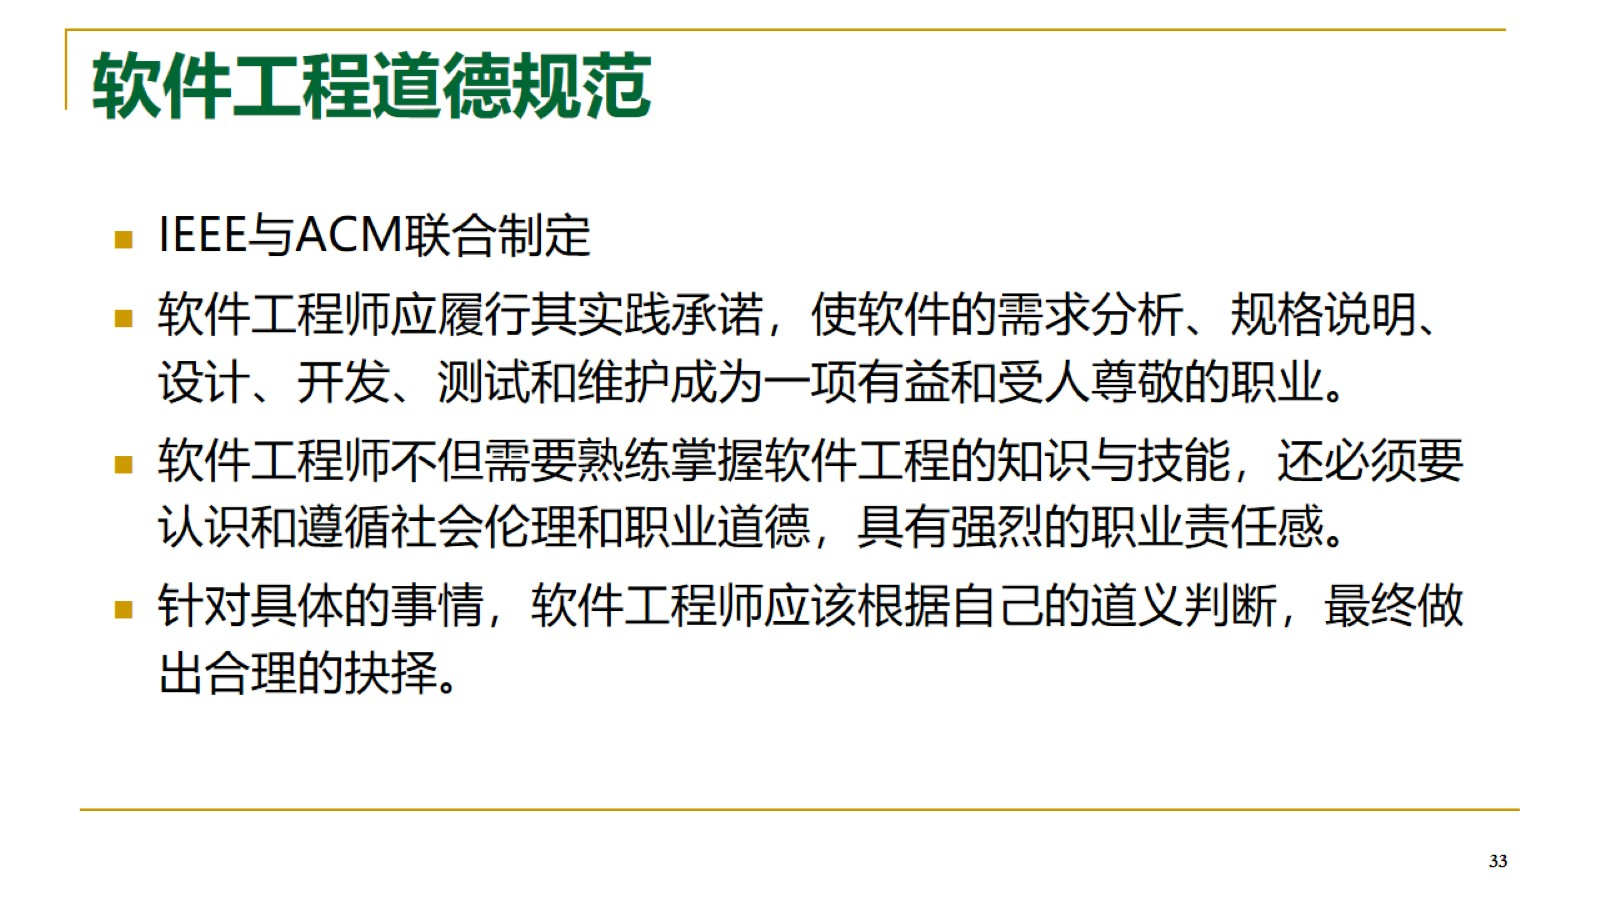 软件工程道德规范
IEEE与ACM联合制定
软件工程师应履行其实践承诺，使软件的需求分析、规格说明、
设计、开发、测试和维护成为一项有益和受人尊敬的职业。
软件工程师不但需要熟练掌握软件工程的知识与技能，还必须要
认识和遵循社会伦理和职业道德，具有强烈的职业责任感。
针对具体的事情，软件工程师应该根据自己的道义判断，最终做
出合理的抉择。
33